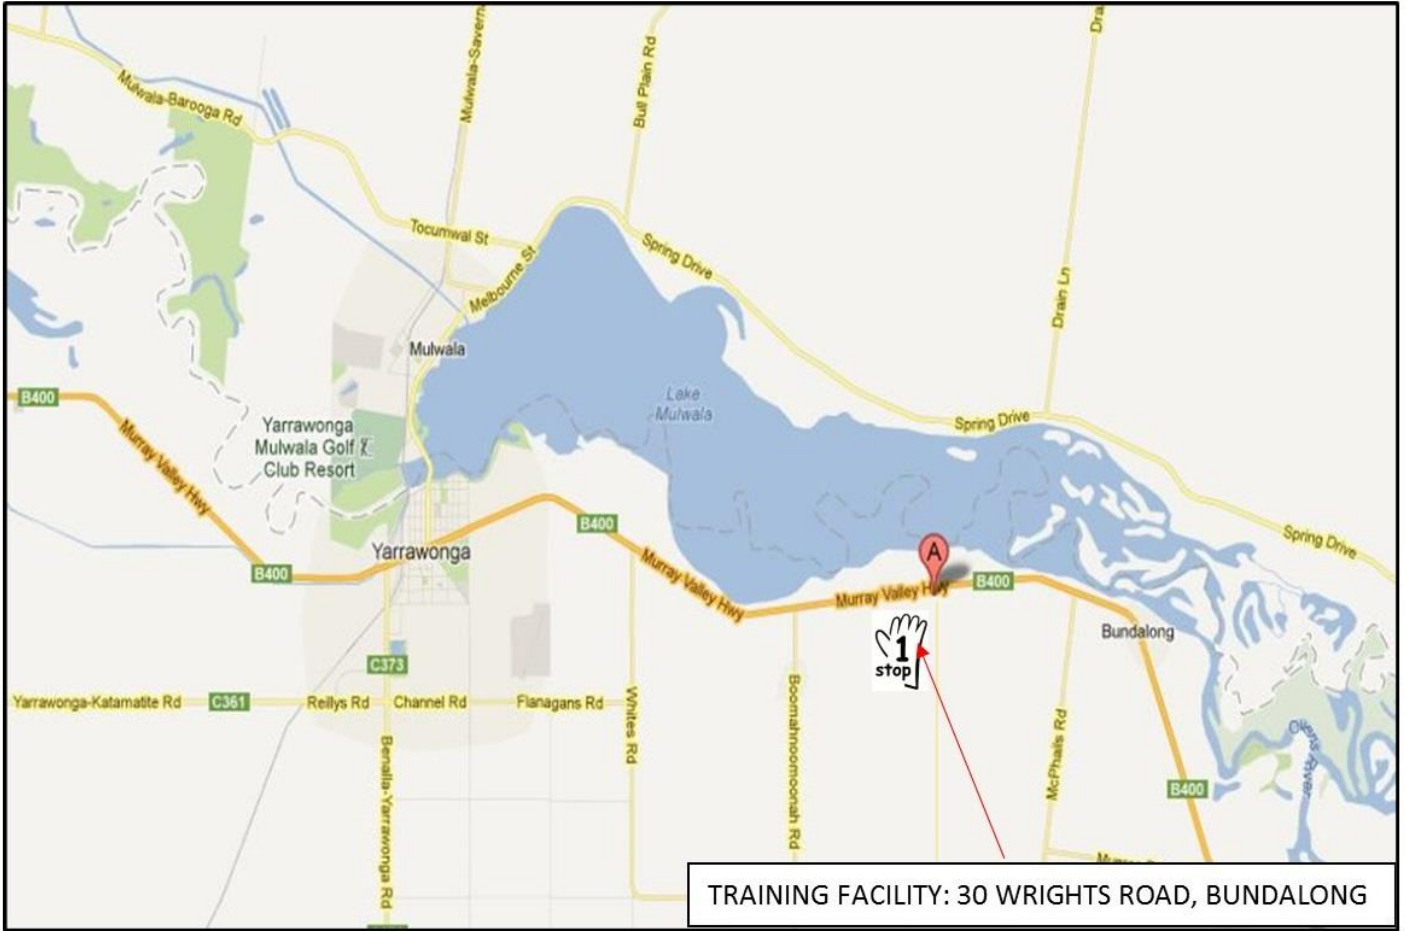 Mulwala-Barooga Rd
Mulwala-Savern
Bull Plain Rd
Dra
Tocumwal St
Melbourne St
Spring Drive
Drain Ln
Mulwala
B400
Yarrawonga
Mulwala Golf
Club Resort
Lake
Mulwala
Spring Drive
Murray Valley Hwy
B400
Yarrawonga
B400
Murray Valley Hwy
A
B400
Murray Valley Hwy
Spring Drive
Bundalong
1
stop
C373
Yarrawonga-Katamatite Rd
C361
Reillys Rd
Channel Rd
Flanagans Rd
Whites Rd
Boomahnoomoonah Rd
McPhails Rd
Ovens River
B400
Benalla-Yarrawonga Rd
TRAINING FACILITY: 30 WRIGHTS ROAD, BUNDALONG